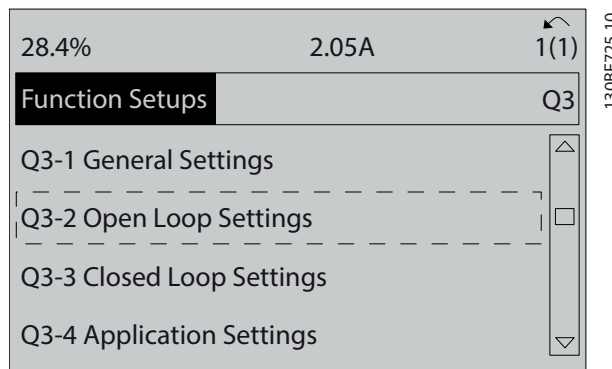 28.4% 2.05A 1(1)
Function Setups Q3
Q3-1 General Settings
Q3-2 Open Loop Settings
Q3-3 Closed Loop Settings
Q3-4 Application Settings
130BF725.10